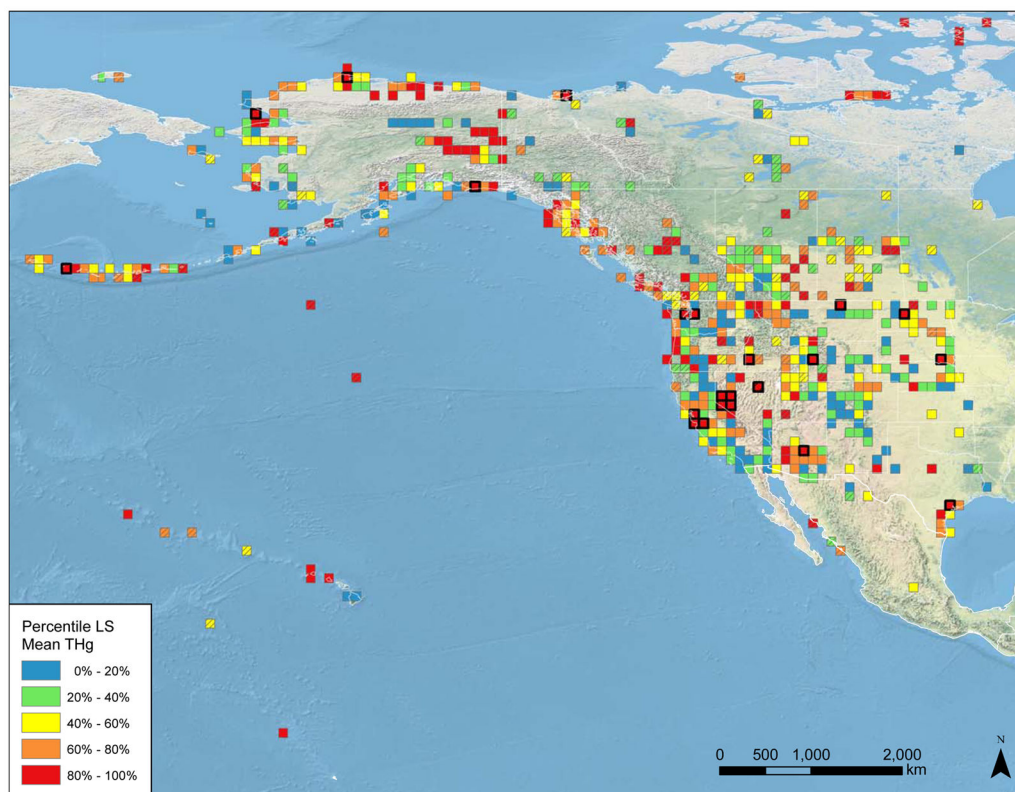 Percentile LS
Mean THg
0% - 20%
20% - 40%
40% - 60%
60% - 80%
80% - 100%
0 500 1,000 2,000
km
N